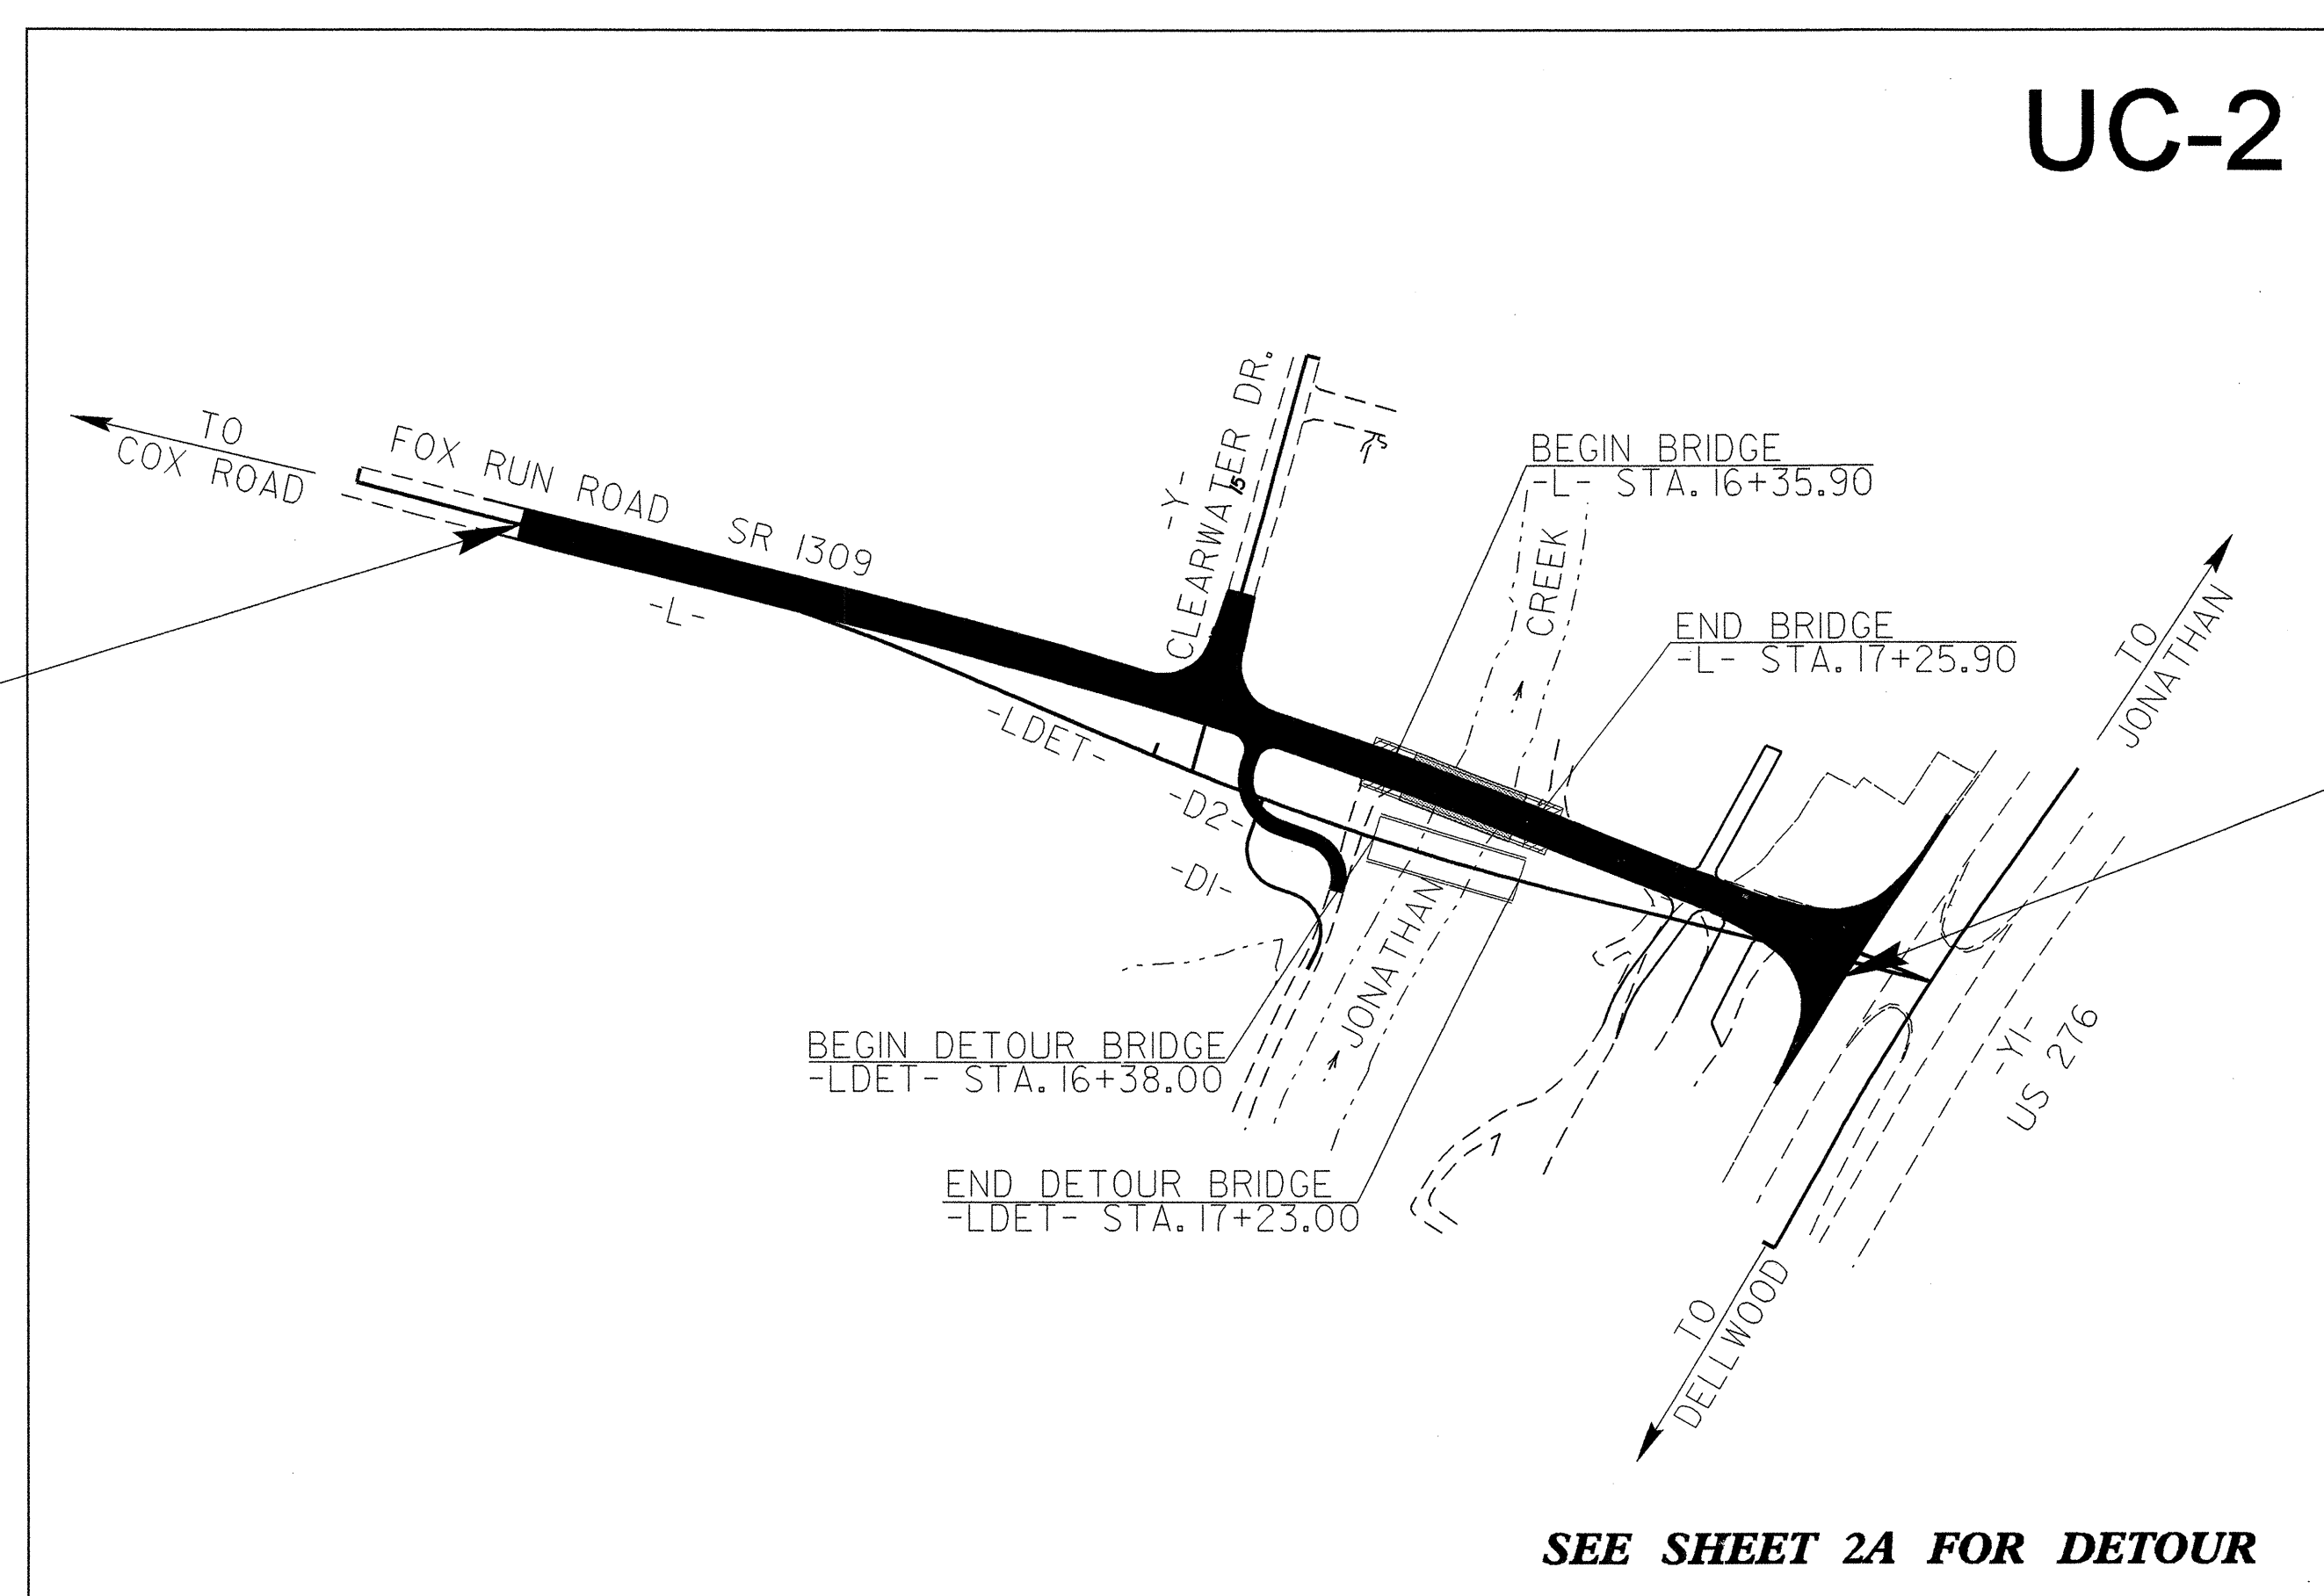 UC-2
TO
COX ROAD
FOX RUN ROAD SR 1309
-L-
-Y-
CLEARWATER DR.
15
BEGIN BRIDGE
-L- STA. 16+35.90
CREEK
END BRIDGE
-L- STA. 17+25.90
TO
JONATHAN
-LDET-
-D2-
-D1-
JONATHAN
BEGIN DETOUR BRIDGE
-LDET- STA. 16+38.00
END DETOUR BRIDGE
-LDET- STA. 17+23.00
-Y1-
US 276
TO
DELLWOOD
SEE SHEET 2A FOR DETOUR